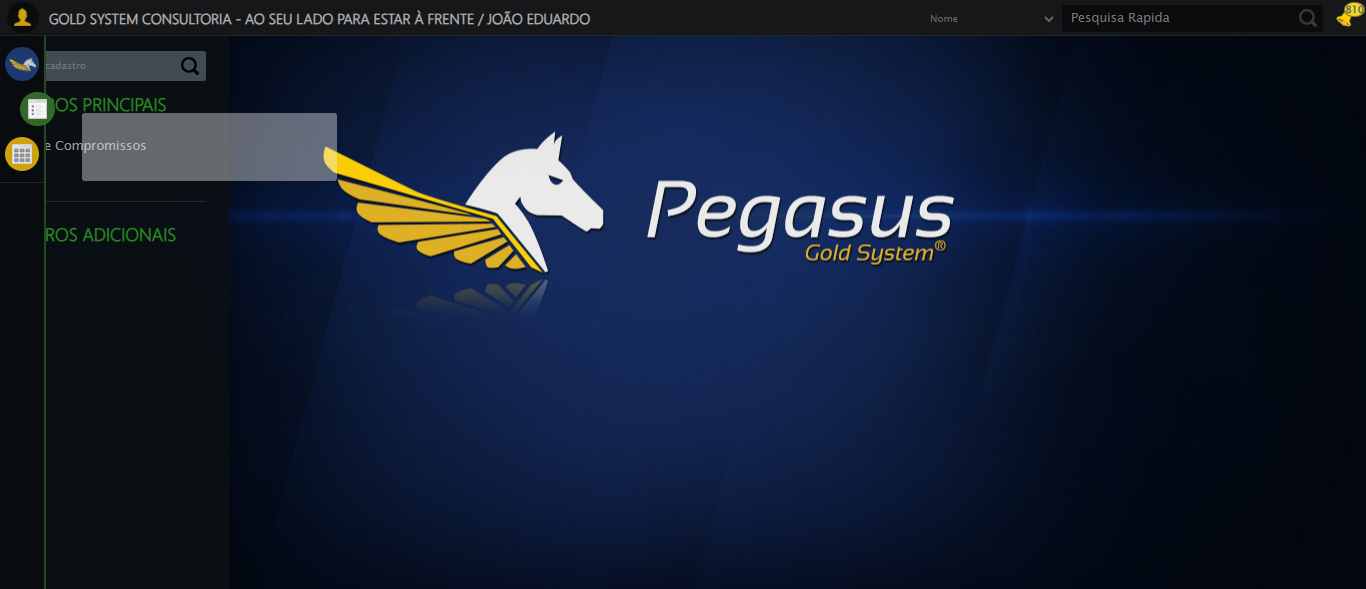 GOLD SYSTEM CONSULTORIA - AO SEU LADO PARA ESTAR À FRENTE / JOÃO EDUARDO
Nome
Pesquisa Rapida
810
cadastro
OS PRINCIPAIS
e Compromissos
ROS ADICIONAIS
Pegasus
Gold System®